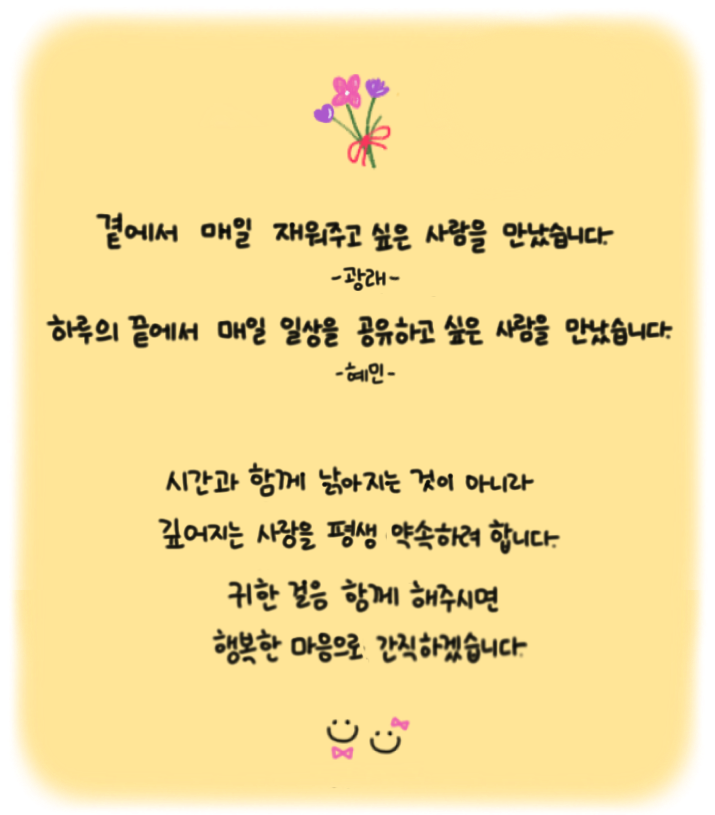 곁에서 매일 재워주고 싶은 사람을 만났습니다.
-광래-
하루의 끝에서 매일 일상을 공유하고 싶은 사람을 만났습니다.
-혜민-
시간과 함께 낡아지는 것이 아니라
깊어지는 사랑을 평생 약속하려 합니다.
귀한 걸음 함께 해주시면
행복한 마음으로 간직하겠습니다.